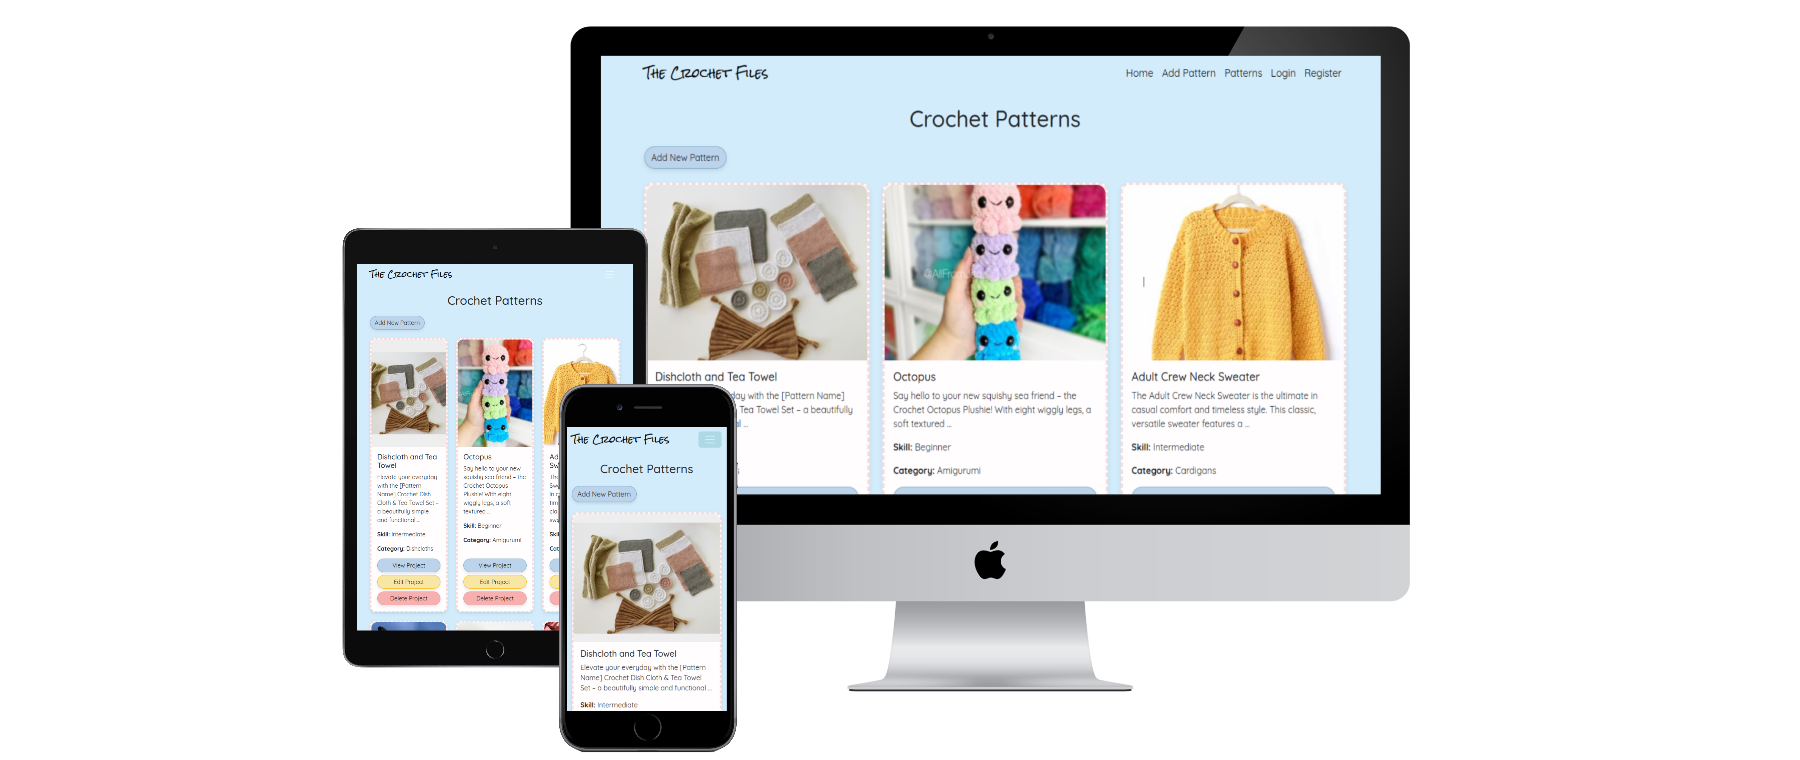 The Crochet Files
Home Add Pattern Patterns Login Register
Crochet Patterns
Add New Pattern
@AllFrom
Dishcloth and Tea Towel
day with the [Pattern Name]
Tea Towel Set – a beautifully
al ...
s
Octopus
Say hello to your new squishy sea friend – the
Crochet Octopus Plushie! With eight wiggly legs, a
soft textured ...
Skill: Beginner
Category: Amigurumi
Adult Crew Neck Sweater
The Adult Crew Neck Sweater is the ultimate in
casual comfort and timeless style. This classic,
versatile sweater features a ...
Skill: Intermediate
Category: Cardigans
The Crochet Files
Crochet Patterns
Add New Pattern
Dishcloth and Tea
Towel
Elevate your everyday
with the [Pattern
Name] Crochet Dish
Cloth & Tea Towel Set –
a beautifully simple
and functional ...
Skill: Intermediate
Category: Dishcloths
View Project
Edit Project
Delete Project
Octopus
Say hello to your new
squishy sea friend – the
Crochet Octopus
Plushie! With eight
wiggly legs, a soft
textured ...
Skill: Beginner
Category: Amigurumi
View Project
Edit Project
Delete Project
The Crochet Files
Crochet Patterns
Add New Pattern
Dishcloth and Tea Towel
Elevate your everyday with the [Pattern
Name] Crochet Dish Cloth & Tea Towel
Set – a beautifully simple and functional ...
Skill: Intermediate